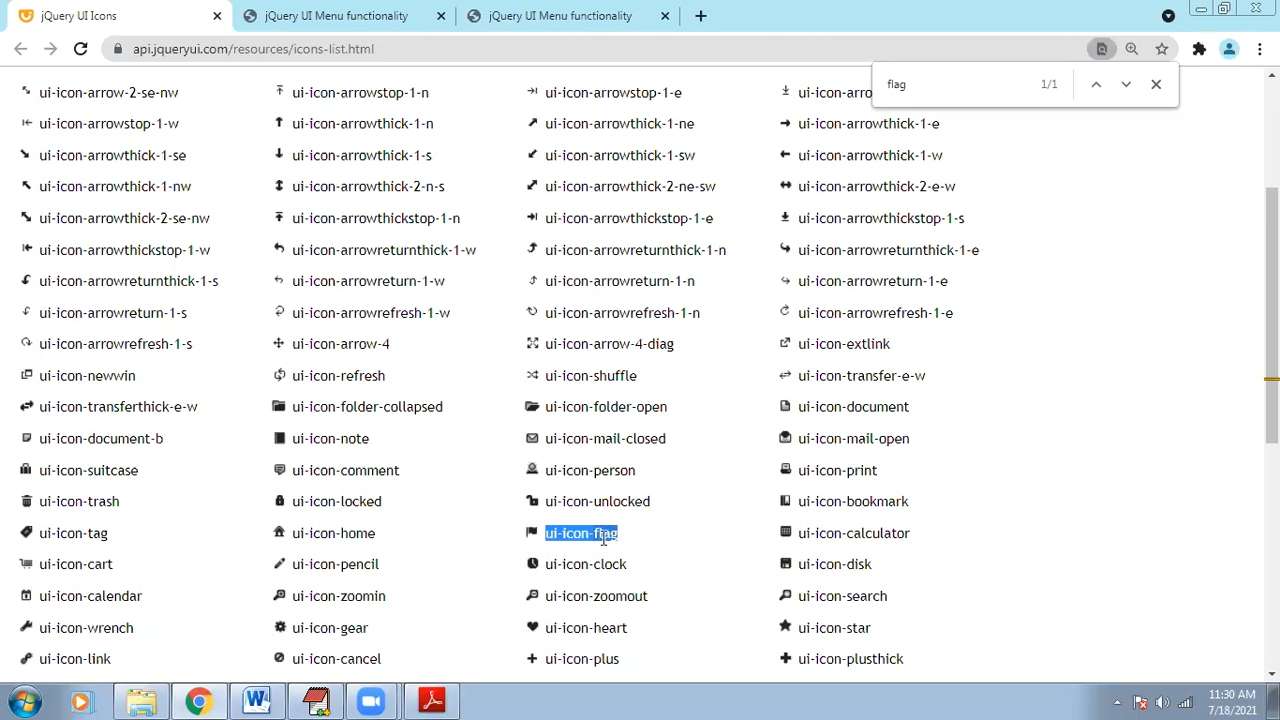 jQuery UI Icons
jQuery UI Menu functionality
jQuery UI Menu functionality
api.jqueryui.com/resources/icons-list.html
flag 1/1
ui-icon-arrow-2-se-nw ui-icon-arrowstop-1-n ui-icon-arrowstop-1-e ui-icon-arro
ui-icon-arrowstop-1-w ui-icon-arrowthick-1-n ui-icon-arrowthick-1-ne ui-icon-arrowthick-1-e
ui-icon-arrowthick-1-se ui-icon-arrowthick-1-s ui-icon-arrowthick-1-sw ui-icon-arrowthick-1-w
ui-icon-arrowthick-1-nw ui-icon-arrowthick-2-n-s ui-icon-arrowthick-2-ne-sw ui-icon-arrowthick-2-e-w
ui-icon-arrowthick-2-se-nw ui-icon-arrowthickstop-1-n ui-icon-arrowthickstop-1-e ui-icon-arrowthickstop-1-s
ui-icon-arrowthickstop-1-w ui-icon-arrowreturnthick-1-w ui-icon-arrowreturnthick-1-n ui-icon-arrowreturnthick-1-e
ui-icon-arrowreturnthick-1-s ui-icon-arrowreturn-1-w ui-icon-arrowreturn-1-n ui-icon-arrowreturn-1-e
ui-icon-arrowreturn-1-s ui-icon-arrowrefresh-1-w ui-icon-arrowrefresh-1-n ui-icon-arrowrefresh-1-e
ui-icon-arrowrefresh-1-s ui-icon-arrow-4 ui-icon-arrow-4-diag ui-icon-extlink
ui-icon-newwin ui-icon-refresh ui-icon-shuffle ui-icon-transfer-e-w
ui-icon-transferthick-e-w ui-icon-folder-collapsed ui-icon-folder-open ui-icon-document
ui-icon-document-b ui-icon-note ui-icon-mail-closed ui-icon-mail-open
ui-icon-suitcase ui-icon-comment ui-icon-person ui-icon-print
ui-icon-trash ui-icon-locked ui-icon-unlocked ui-icon-bookmark
ui-icon-tag ui-icon-home ui-icon-flag ui-icon-calculator
ui-icon-cart ui-icon-pencil ui-icon-clock ui-icon-disk
ui-icon-calendar ui-icon-zoomin ui-icon-zoomout ui-icon-search
ui-icon-wrench ui-icon-gear ui-icon-heart ui-icon-star
ui-icon-link ui-icon-cancel ui-icon-plus ui-icon-plusthick
11:30 AM
7/18/2021